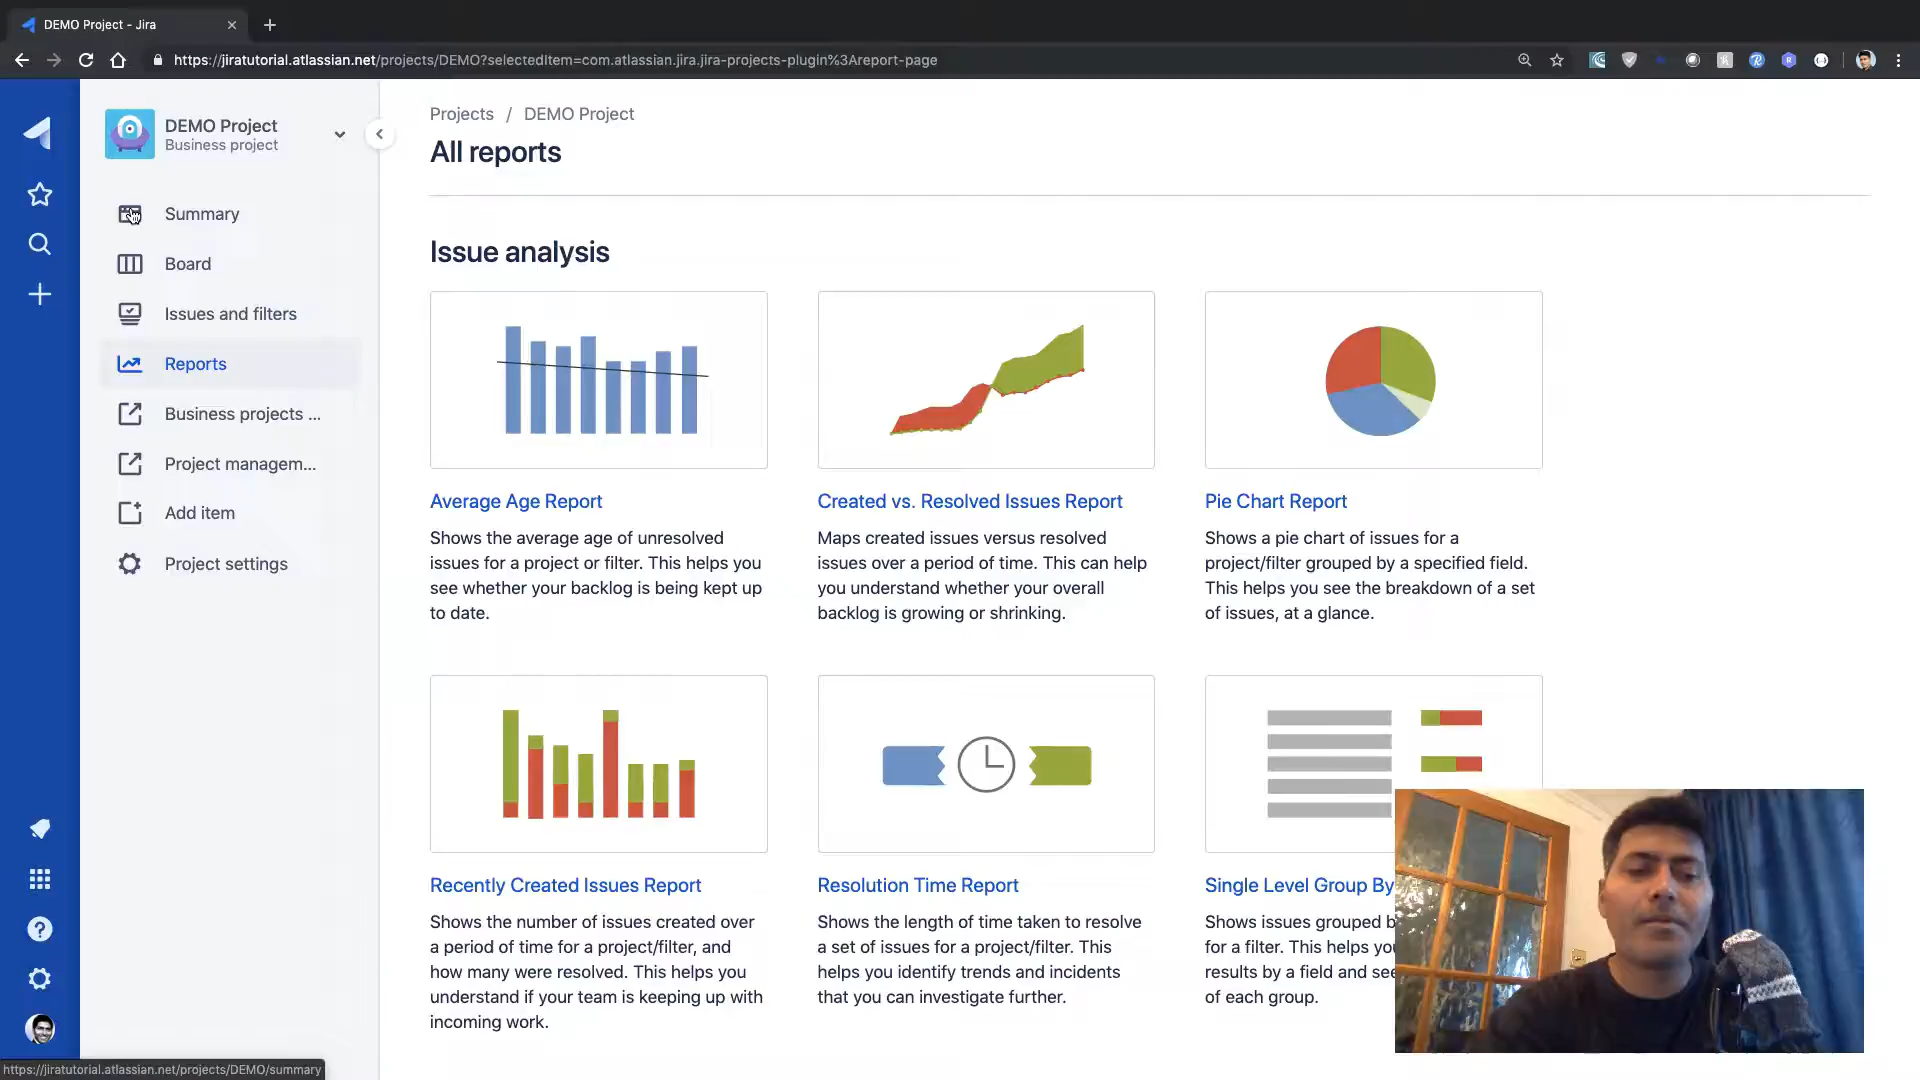 DEMO Project - Jira
https://jiratutorial.atlassian.net/projects/DEMO?selectedItem=com.atlassian.jira.jira-projects-plugin%3Areport-page
DEMO Project
Business project
Summary
Board
Issues and filters
Reports
Business projects ...
Project managem...
Add item
Project settings
Projects / DEMO Project
All reports
Issue analysis
Average Age Report
Shows the average age of unresolved
issues for a project or filter. This helps you
see whether your backlog is being kept up
to date.
Created vs. Resolved Issues Report
Maps created issues versus resolved
issues over a period of time. This can help
you understand whether your overall
backlog is growing or shrinking.
Pie Chart Report
Shows a pie chart of issues for a
project/filter grouped by a specified field.
This helps you see the breakdown of a set
of issues, at a glance.
Recently Created Issues Report
Shows the number of issues created over
a period of time for a project/filter, and
how many were resolved. This helps you
understand if your team is keeping up with
incoming work.
Resolution Time Report
Shows the length of time taken to resolve
a set of issues for a project/filter. This
helps you identify trends and incidents
that you can investigate further.
Single Level Group By
Shows issues grouped
for a filter. This helps
results by a field and
of each group.
https://jiratutorial.atlassian.net/projects/DEMO/summary